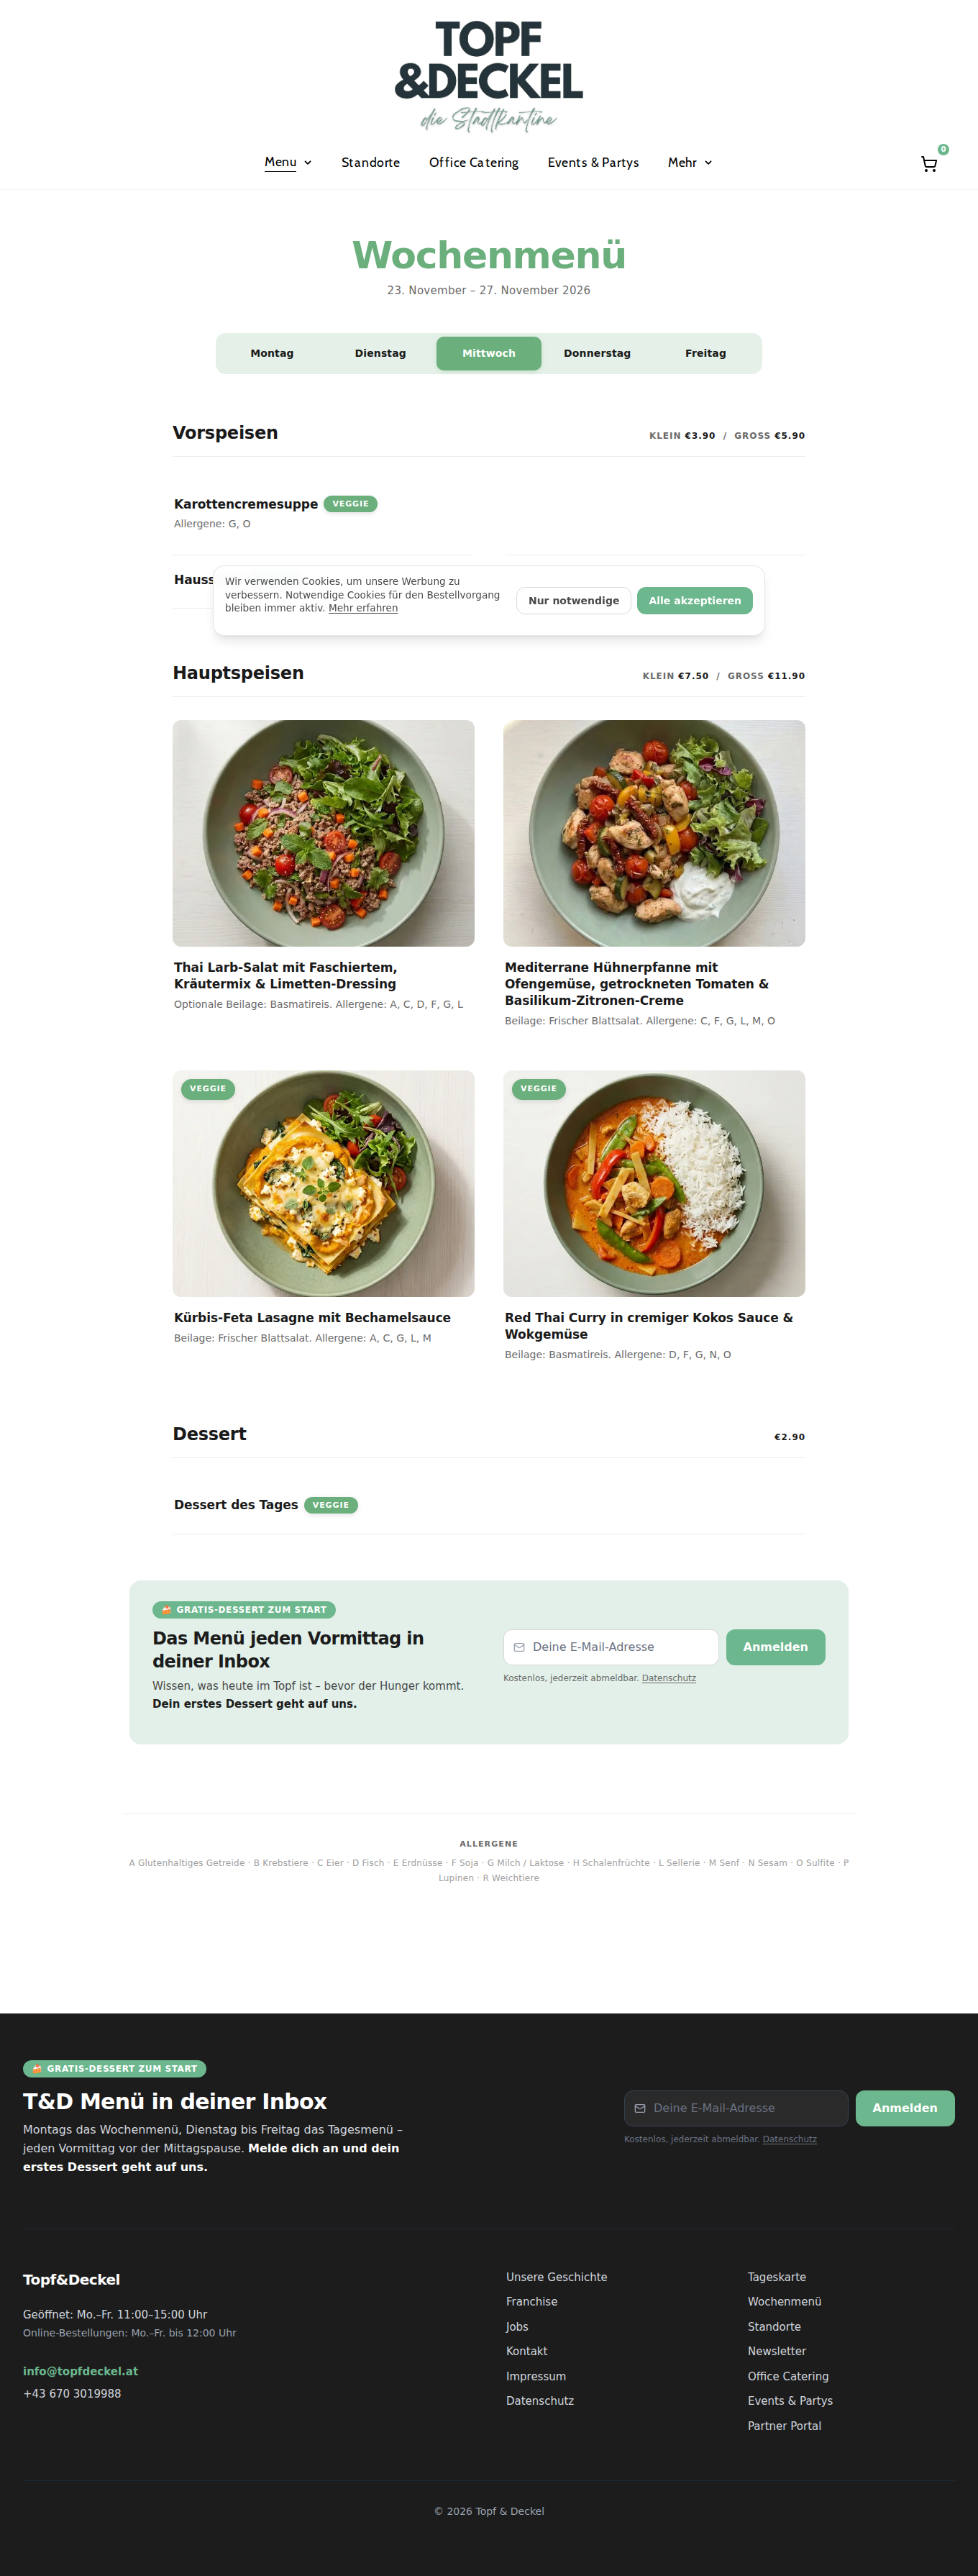 TOPF
&DECKEL
die Stadtkantine
Menu
Standorte
Office Catering
Events & Partys
Mehr
0
Wochenmenü
23. November – 27. November 2026
Montag
Dienstag
Mittwoch
Donnerstag
Freitag
Vorspeisen
KLEIN €3.90 / GROSS €5.90
Karottencremesuppe VEGGIE
Allergene: G, O
Wir verwenden Cookies, um unsere Werbung zu
verbessern. Notwendige Cookies für den Bestellvorgang
bleiben immer aktiv. Mehr erfahren
Nur notwendige
Alle akzeptieren
Hauptspeisen
KLEIN €7.50 / GROSS €11.90
Thai Larb-Salat mit Faschiertem,
Kräutermix & Limetten-Dressing
Optionale Beilage: Basmatireis. Allergene: A, C, D, F, G, L
Mediterrane Hühnerpfanne mit
Ofengemüse, getrockneten Tomaten &
Basilikum-Zitronen-Creme
Beilage: Frischer Blattsalat. Allergene: C, F, G, L, M, O
VEGGIE
Kürbis-Feta Lasagne mit Bechamelsauce
Beilage: Frischer Blattsalat. Allergene: A, C, G, L, M
VEGGIE
Red Thai Curry in cremiger Kokos Sauce &
Wokgemüse
Beilage: Basmatireis. Allergene: D, F, G, N, O
Dessert
€2.90
Dessert des Tages VEGGIE
GRATIS-DESSERT ZUM START
Das Menü jeden Vormittag in
deiner Inbox
Wissen, was heute im Topf ist – bevor der Hunger kommt.
Dein erstes Dessert geht auf uns.
Deine E-Mail-Adresse
Anmelden
Kostenlos, jederzeit abmeldbar. Datenschutz
ALLERGENE
A Glutenhaltiges Getreide · B Krebstiere · C Eier · D Fisch · E Erdnüsse · F Soja · G Milch / Laktose · H Schalenfrüchte · L Sellerie · M Senf · N Sesam · O Sulfite · P
Lupinen · R Weichtiere
GRATIS-DESSERT ZUM START
T&D Menü in deiner Inbox
Montags das Wochenmenü, Dienstag bis Freitag das Tagesmenü –
jeden Vormittag vor der Mittagspause. Melde dich an und dein
erstes Dessert geht auf uns.
Deine E-Mail-Adresse
Anmelden
Kostenlos, jederzeit abmeldbar. Datenschutz
Topf&Deckel
Geöffnet: Mo.–Fr. 11:00–15:00 Uhr
Online-Bestellungen: Mo.–Fr. bis 12:00 Uhr
info@topfdeckel.at
+43 670 3019988
Unsere Geschichte
Franchise
Jobs
Kontakt
Impressum
Datenschutz
Tageskarte
Wochenmenü
Standorte
Newsletter
Office Catering
Events & Partys
Partner Portal
© 2026 Topf & Deckel